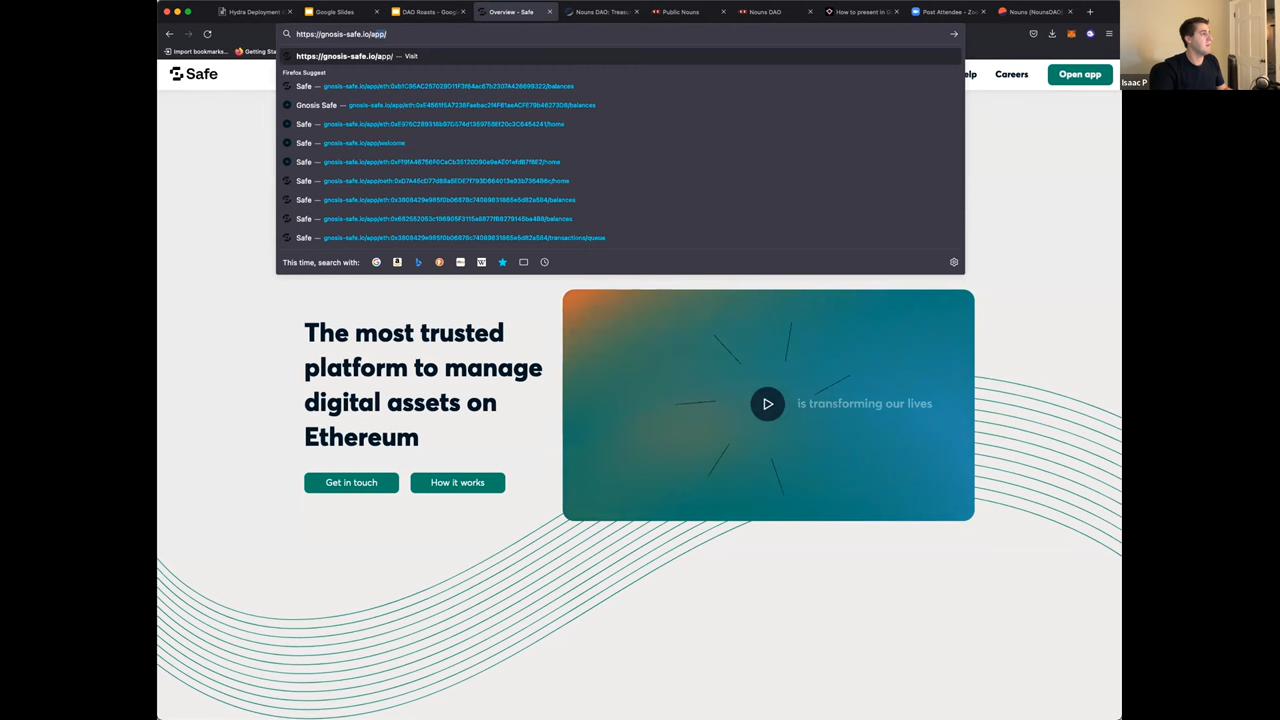 Hydra Deployment
Google Slides
DAO Roasts - Google
Overview - Safe
Nouns DAO: Treasu
Public Nouns
Nouns DAO
How to present in G
Post Attendee - Zo
Nouns (NounsDAO)
https://gnosis-safe.io/app/
Import bookmarks...
Getting Sta
https://gnosis-safe.io/app/ — Visit
Firefox Suggest
Safe
Gnosis Safe
Safe
Safe — gnosis-safe.io/app/welcome
Safe
Safe
Safe
Safe
Safe
This time, search with:
Safe
elp
Careers
Open app
Isaac P
The most trusted
platform to manage
digital assets on
Ethereum
Get in touch
How it works
is transforming our lives